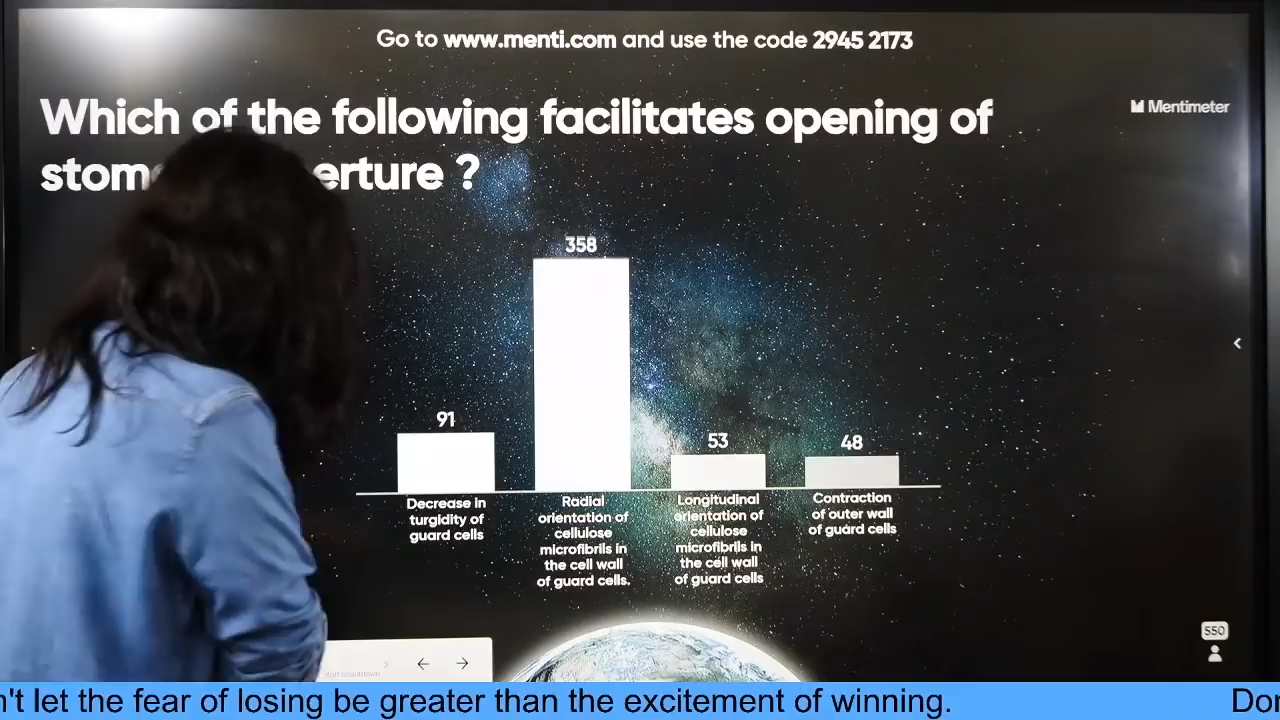 Go to www.menti.com and use the code 2945 2173
Which of the following facilitates opening of
Mentimeter
stom erture ?
358
91
53
48
Decrease in
turgidity of
guard cells
Radial
orientation of
cellulose
microfibrils in
the cell wall
of guard cells.
Longitudinal
orientation of
cellulose
microfibrils in
the cell wall
of guard cells
Contraction
of outer wall
of guard cells
550
n't let the fear of losing be greater than the excitement of winning.
Don